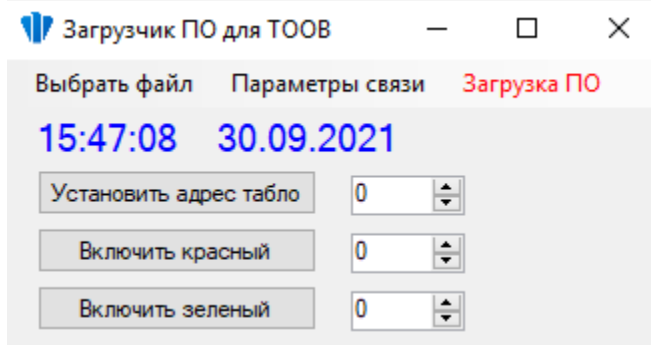 Загрузчик ПО для ТООВ
Выбрать файл Параметры связи Загрузка ПО
15:47:08 30.09.2021
Установить адрес табло 0
Включить красный 0
Включить зеленый 0